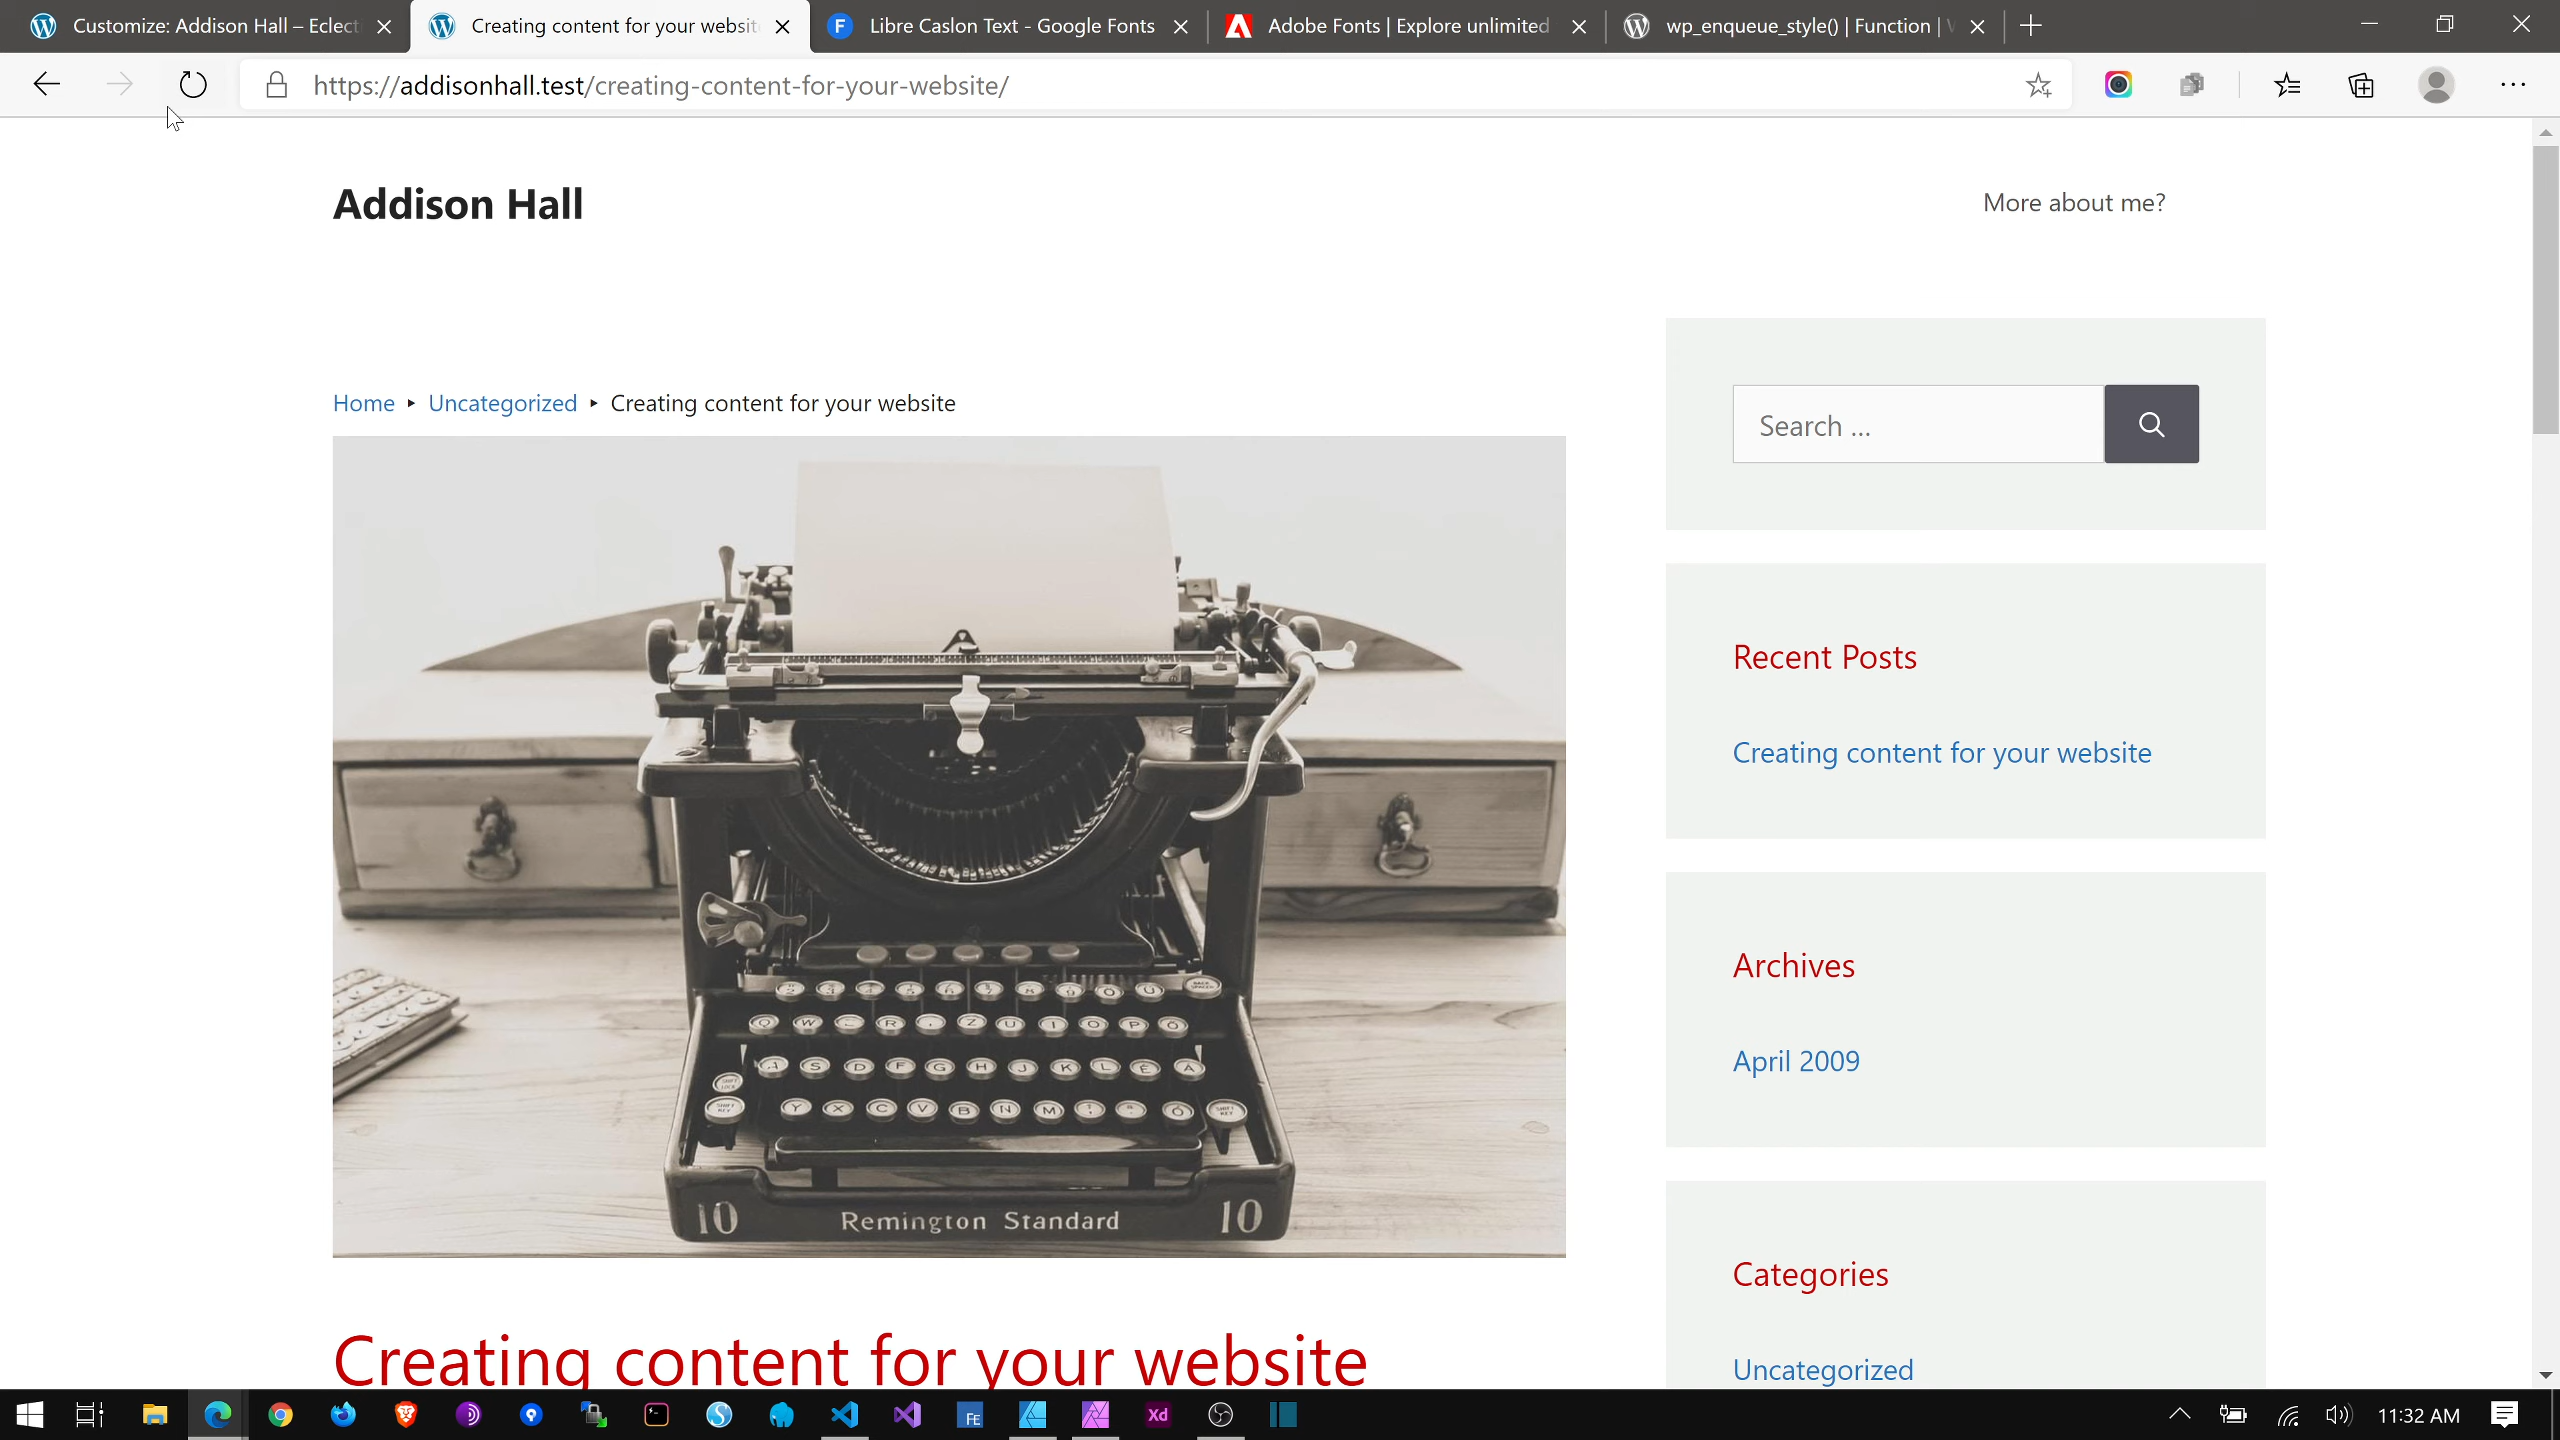 Customize: Addison Hall – Eclect
Creating content for your websit
Libre Caslon Text - Google Fonts
Adobe Fonts | Explore unlimited
wp_enqueue_style() | Function |
https://addisonhall.test/creating-content-for-your-website/
Addison Hall
More about me?
Home ▸ Uncategorized ▸ Creating content for your website
Search …
Recent Posts
Creating content for your website
Archives
April 2009
Categories
Uncategorized
10 Remington Standard 10
Creating content for your website
FE
Xd
11:32 AM